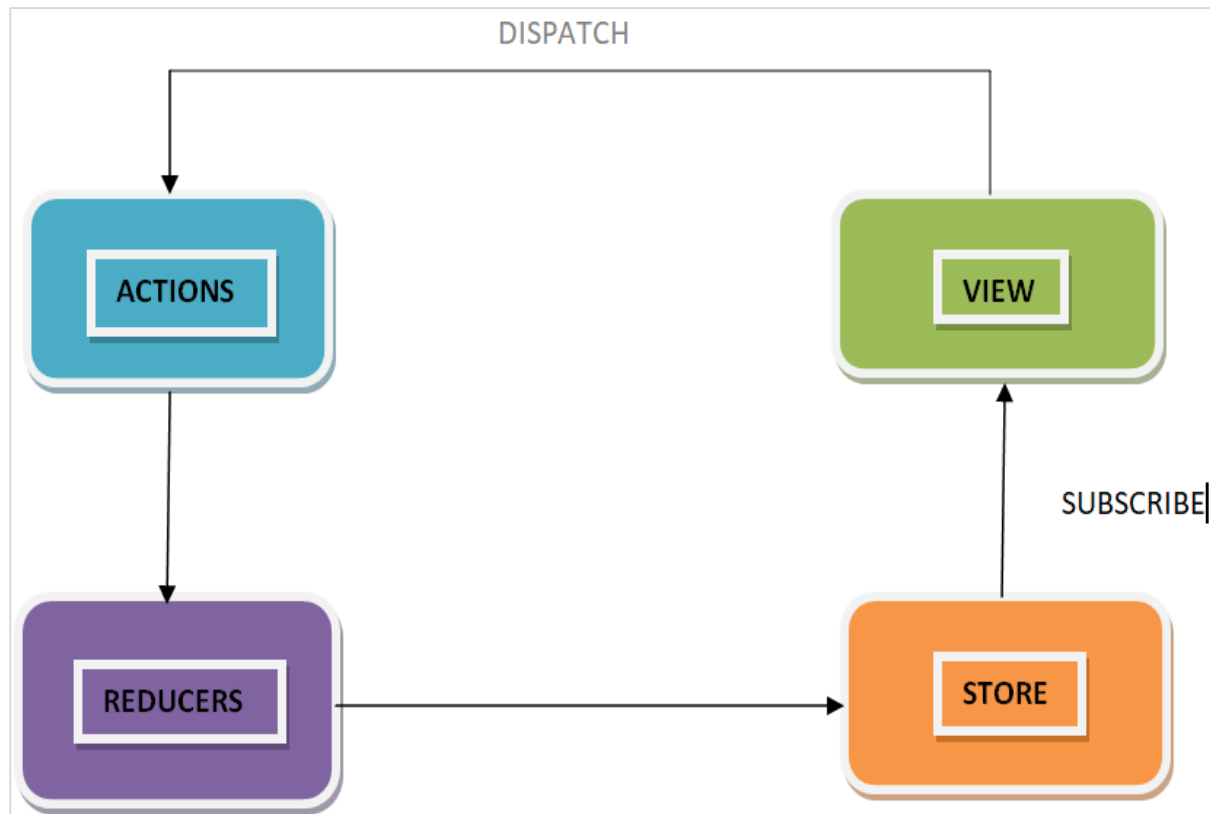 DISPATCH
ACTIONS
VIEW
SUBSCRIBE
REDUCERS
STORE